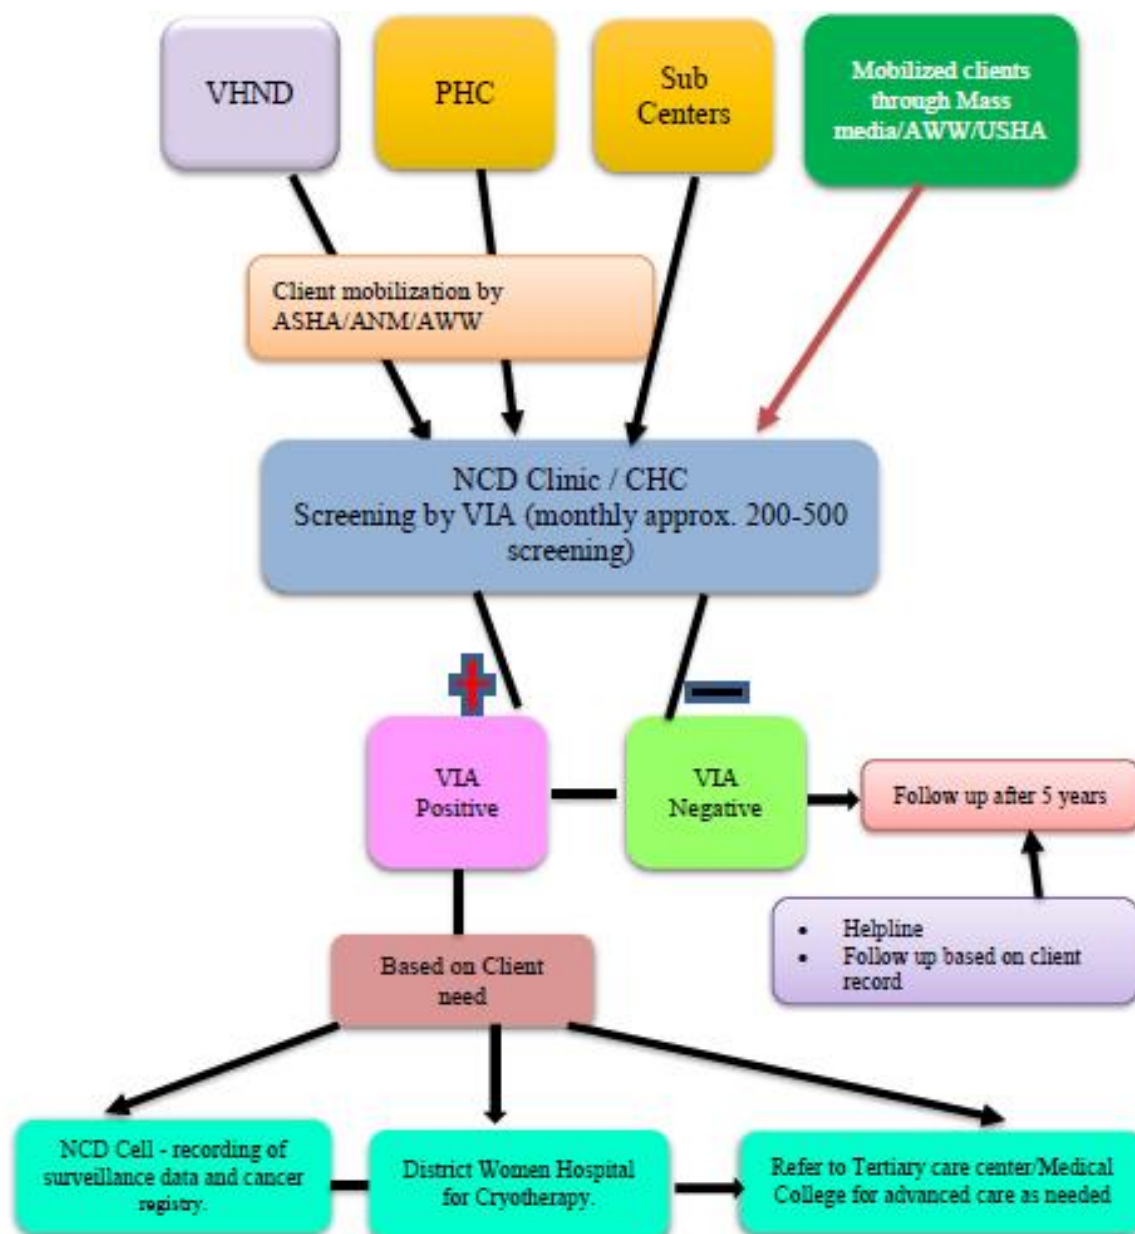 VHND
PHC
Sub
Centers
Mobilized clients
through Mass
media/AWW/USHA
Client mobilization by
ASHA/ANM/AWW
NCD Clinic / CHC
Screening by VIA (monthly approx. 200-500
screening)
VIA
Positive
VIA
Negative
Follow up after 5 years
• Helpline
• Follow up based on client
record
Based on Client
need
NCD Cell - recording of
surveillance data and cancer
registry.
District Women Hospital
for Cryotherapy.
Refer to Tertiary care center/Medical
College for advanced care as needed